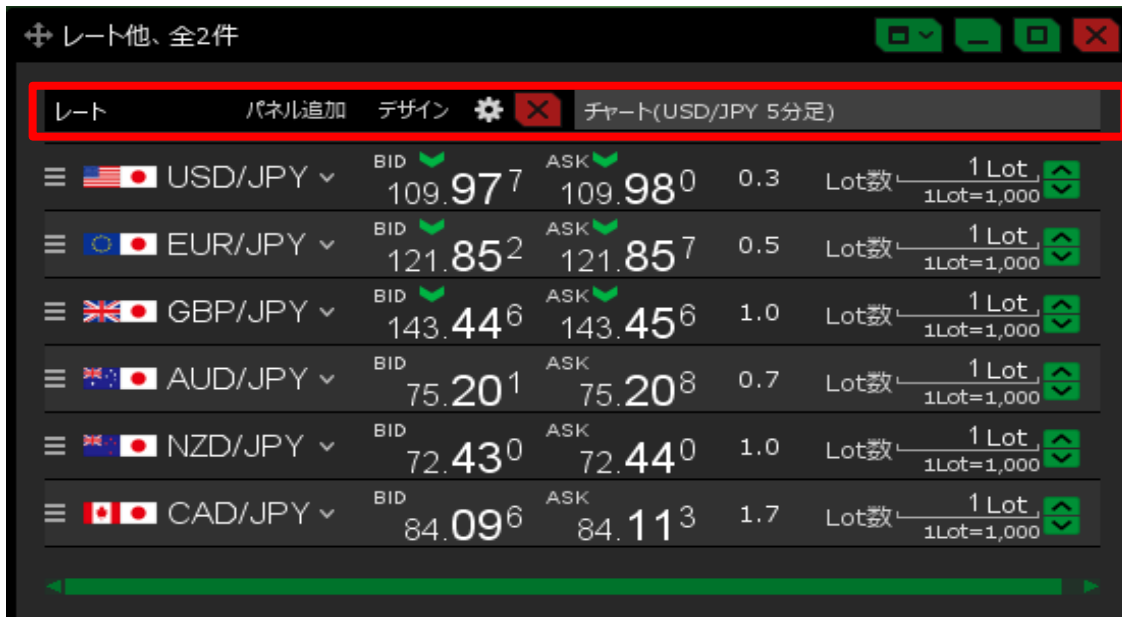 レート他、全2件
レート パネル追加 デザイン チャート(USD/JPY 5分足)
USD/JPY BID 109.977 ASK 109.980 0.3 Lot数 1 Lot 1Lot=1,000
EUR/JPY BID 121.852 ASK 121.857 0.5 Lot数 1 Lot 1Lot=1,000
GBP/JPY BID 143.446 ASK 143.456 1.0 Lot数 1 Lot 1Lot=1,000
AUD/JPY BID 75.201 ASK 75.208 0.7 Lot数 1 Lot 1Lot=1,000
NZD/JPY BID 72.430 ASK 72.440 1.0 Lot数 1 Lot 1Lot=1,000
CAD/JPY BID 84.096 ASK 84.113 1.7 Lot数 1 Lot 1Lot=1,000